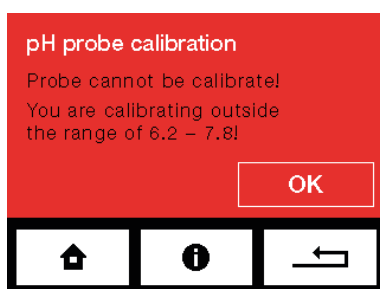 pH probe calibration
Probe cannot be calibrate!
You are calibrating outside
the range of 6.2 – 7.8!
OK